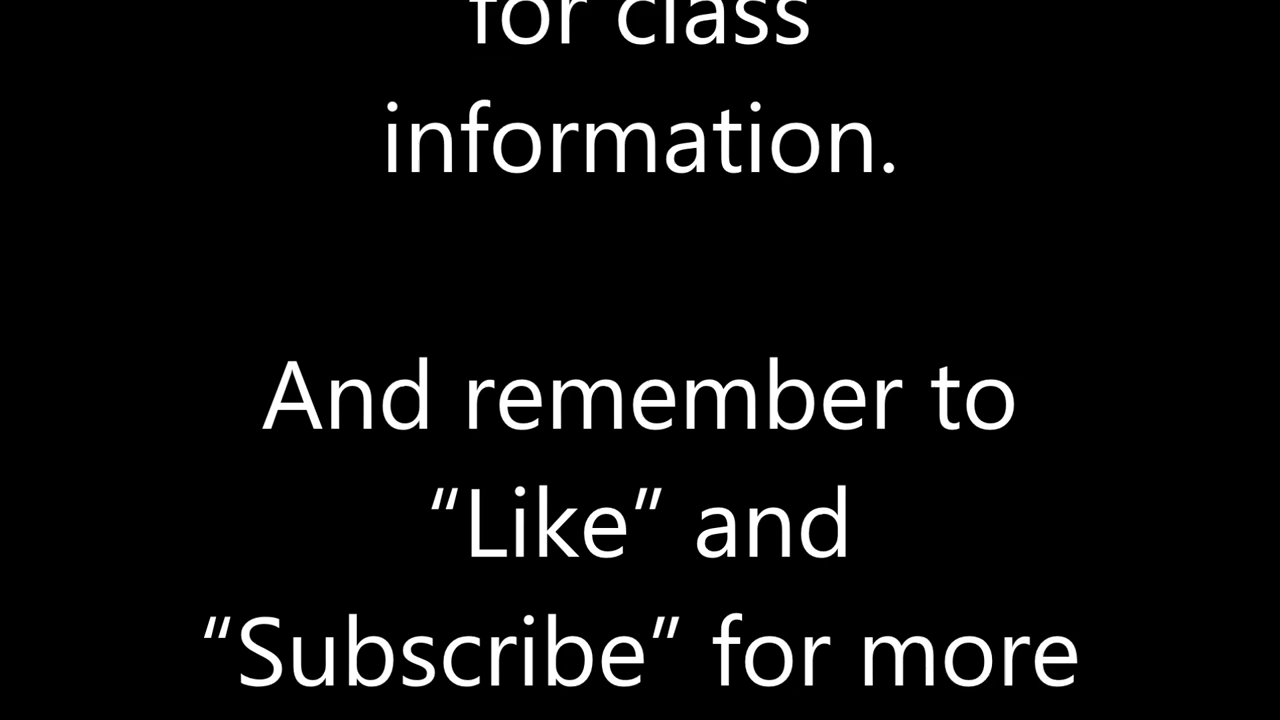 for class
information.
And remember to
“Like” and
“Subscribe” for more